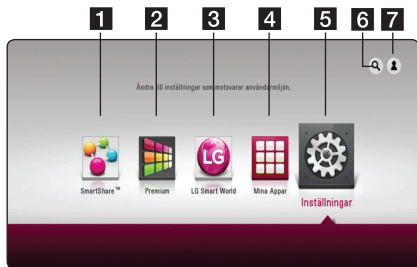 1 2 3 4 5 6 7
Ändra till inställningar som motsvarar användarmiljön.
LG
SmartShare™ Premium LG Smart World Mina Appar
Inställningar